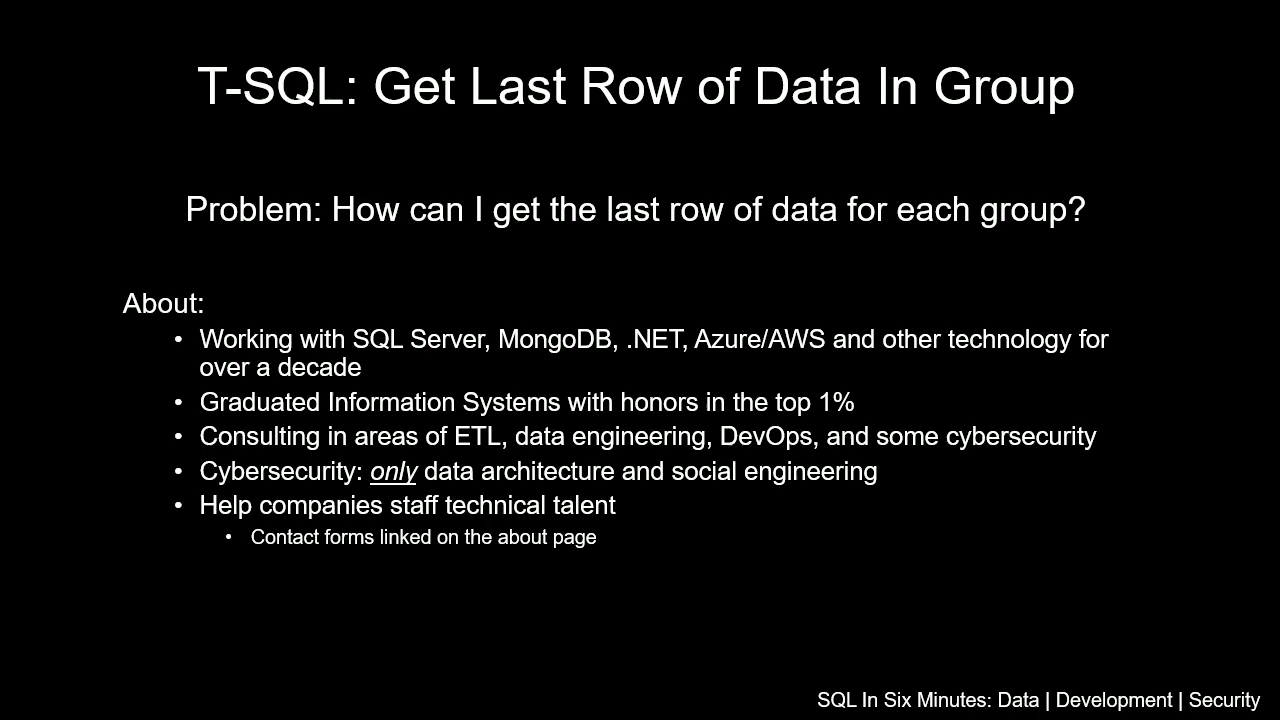 T-SQL: Get Last Row of Data In Group
Problem: How can I get the last row of data for each group?
About:
• Working with SQL Server, MongoDB, .NET, Azure/AWS and other technology for
over a decade
• Graduated Information Systems with honors in the top 1%
• Consulting in areas of ETL, data engineering, DevOps, and some cybersecurity
• Cybersecurity: only data architecture and social engineering
• Help companies staff technical talent
• Contact forms linked on the about page
SQL In Six Minutes: Data | Development | Security